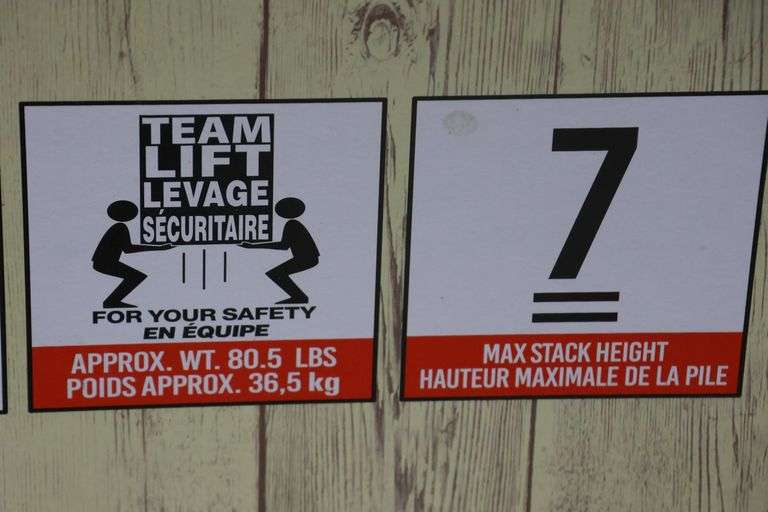 TEAM
LIFT
LEVAGE
SÉCURITAIRE
FOR YOUR SAFETY
EN ÉQUIPE
APPROX. WT. 80.5 LBS
POIDS APPROX. 36,5 kg
7
MAX STACK HEIGHT
HAUTEUR MAXIMALE DE LA PILE